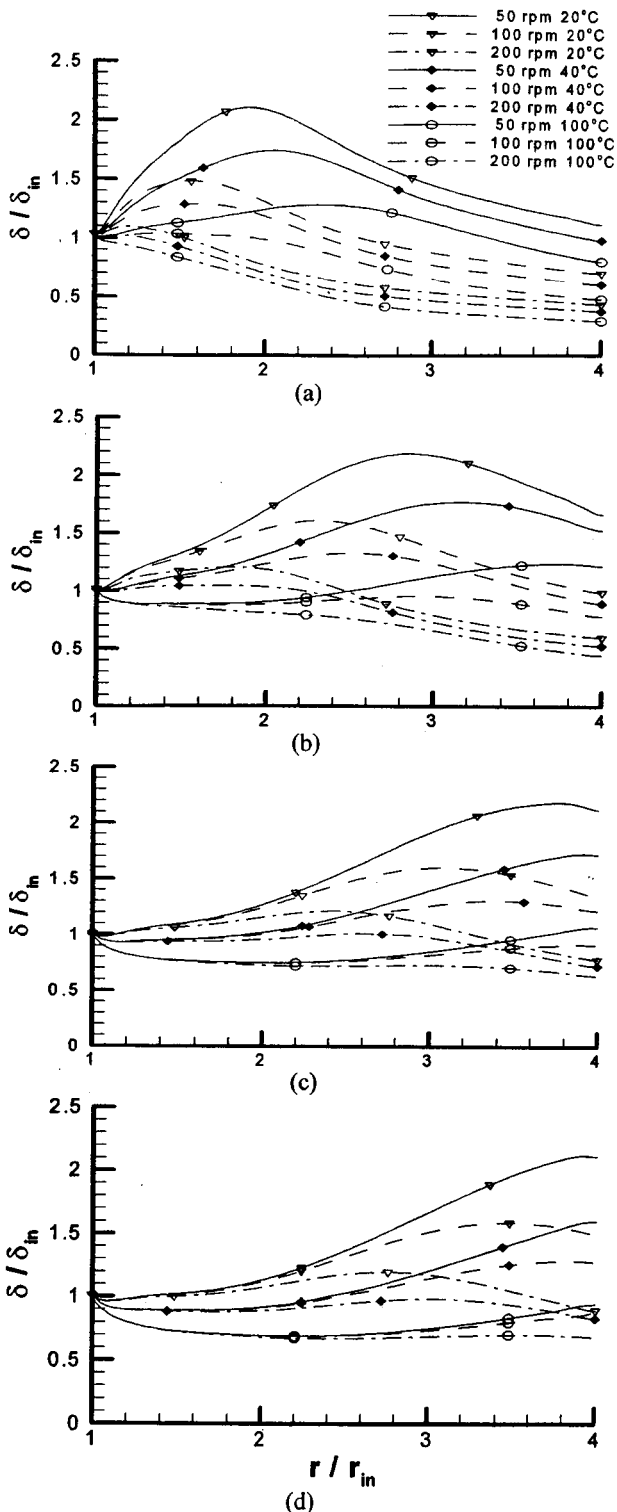 50 rpm 20°C
100 rpm 20°C
200 rpm 20°C
50 rpm 40°C
100 rpm 40°C
200 rpm 40°C
50 rpm 100°C
100 rpm 100°C
200 rpm 100°C
2.5
2
1.5
1
0.5
0
δ / δin
1 2 3 4
(a)
2.5
2
1.5
1
0.5
0
δ / δin
1 2 3 4
(b)
2.5
2
1.5
1
0.5
0
δ / δin
1 2 3 4
(c)
2.5
2
1.5
1
0.5
0
δ / δin
1 2 3 4
r / rin
(d)